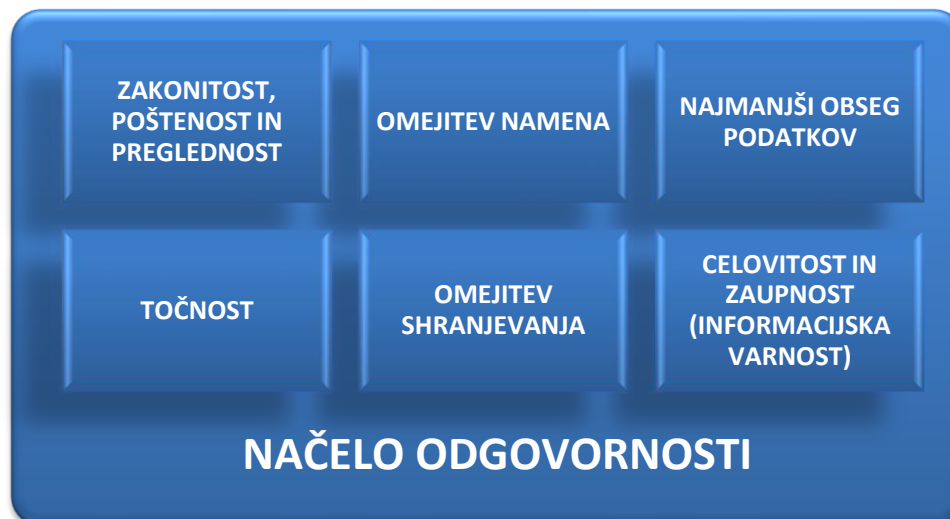 ZAKONITOST,
POŠTENOST IN
PREGLEDNOST
OMEJITEV NAMENA
NAJMANJŠI OBSEG
PODATKOV
TOČNOST
OMEJITEV
SHRANJEVANJA
CELOVITOST IN
ZAUPNOST
(INFORMACIJSKA
VARNOST)
NAČELO ODGOVORNOSTI